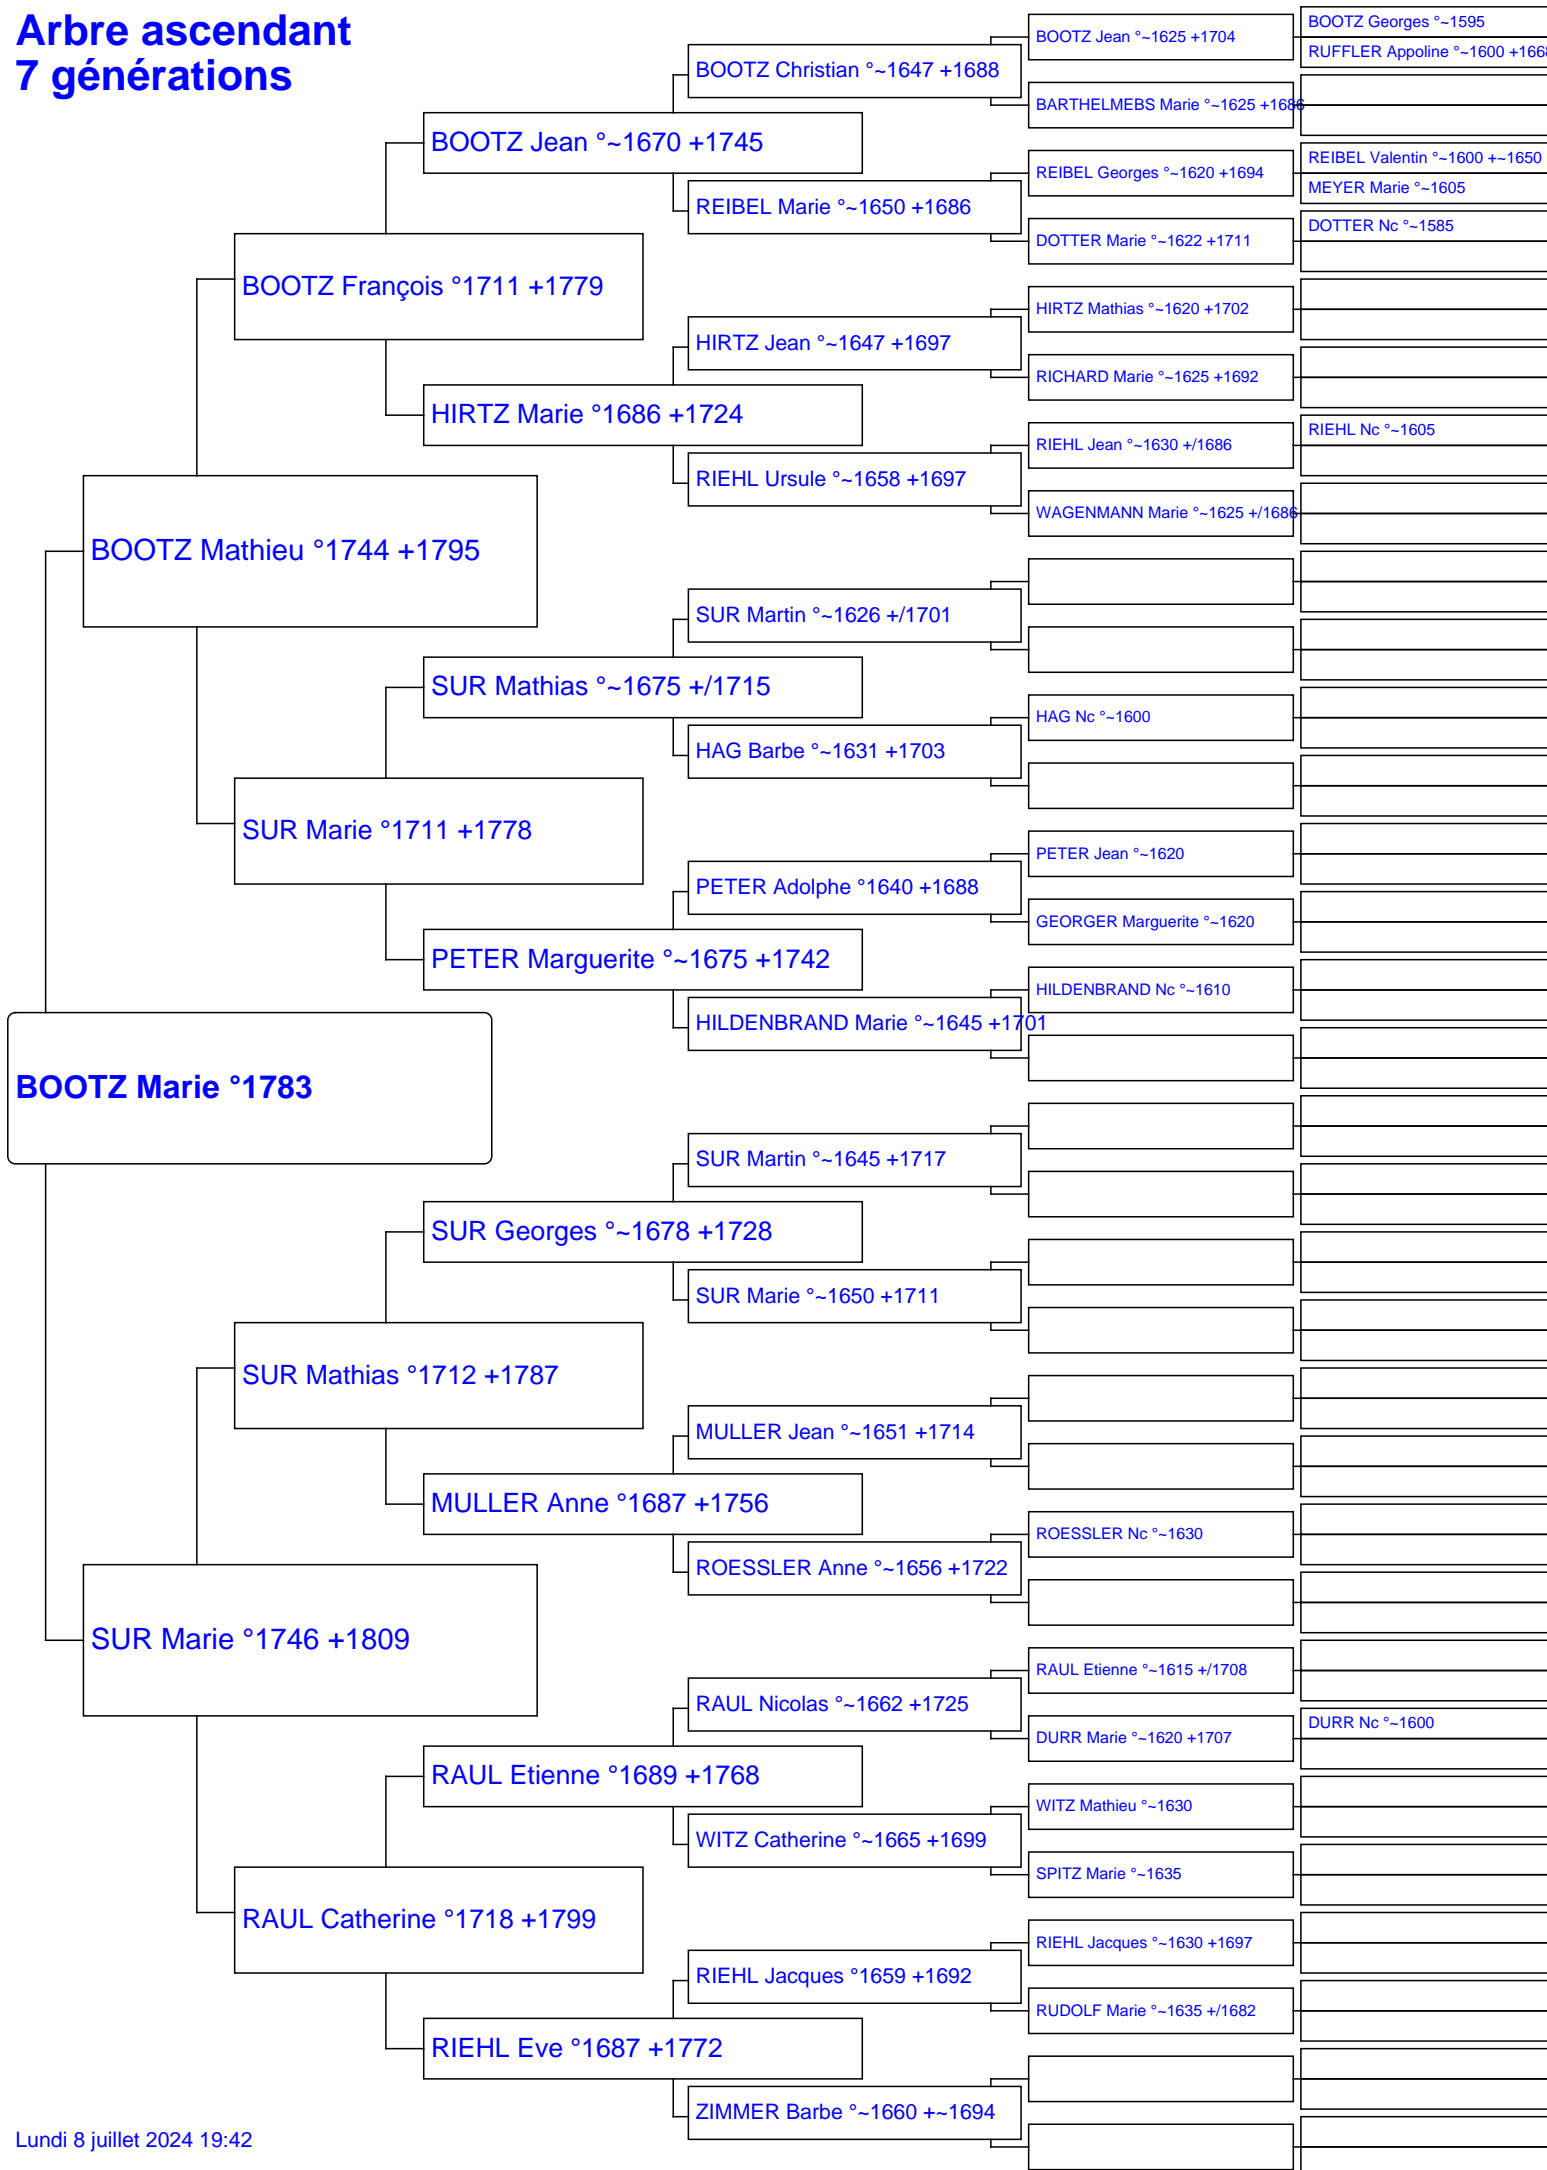 Arbre ascendant
7 générations
BOOTZ Marie °1783
BOOTZ Mathieu °1744 +1795
SUR Marie °1746 +1809
BOOTZ François °1711 +1779
SUR Marie °1711 +1778
SUR Mathias °1712 +1787
RAUL Catherine °1718 +1799
BOOTZ Jean °~1670 +1745
HIRTZ Marie °1686 +1724
SUR Mathias °~1675 +/1715
PETER Marguerite °~1675 +1742
SUR Georges °~1678 +1728
MULLER Anne °1687 +1756
RAUL Etienne °1689 +1768
RIEHL Eve °1687 +1772
BOOTZ Christian °~1647 +1688
REIBEL Marie °~1650 +1686
HIRTZ Jean °~1647 +1697
RIEHL Ursule °~1658 +1697
SUR Martin °~1626 +/1701
HAG Barbe °~1631 +1703
PETER Adolphe °1640 +1688
HILDENBRAND Marie °~1645 +1701
SUR Martin °~1645 +1717
SUR Marie °~1650 +1711
MULLER Jean °~1651 +1714
ROESSLER Anne °~1656 +1722
RAUL Nicolas °~1662 +1725
WITZ Catherine °~1665 +1699
RIEHL Jacques °1659 +1692
ZIMMER Barbe °~1660 +~1694
BOOTZ Jean °~1625 +1704
BARTHELMEBS Marie °~1625 +1686
REIBEL Georges °~1620 +1694
DOTTER Marie °~1622 +1711
HIRTZ Mathias °~1620 +1702
RICHARD Marie °~1625 +1692
RIEHL Jean °~1630 +/1686
WAGENMANN Marie °~1625 +/1686
HAG Nc °~1600
PETER Jean °~1620
GEORGER Marguerite °~1620
HILDENBRAND Nc °~1610
ROESSLER Nc °~1630
RAUL Etienne °~1615 +/1708
DURR Marie °~1620 +1707
WITZ Mathieu °~1630
SPITZ Marie °~1635
RIEHL Jacques °~1630 +1697
RUDOLF Marie °~1635 +/1682
BOOTZ Georges °~1595
RUFFLER Appoline °~1600 +1668
REIBEL Valentin °~1600 +~1650
MEYER Marie °~1605
DOTTER Nc °~1585
RIEHL Nc °~1605
DURR Nc °~1600
Lundi 8 juillet 2024 19:42